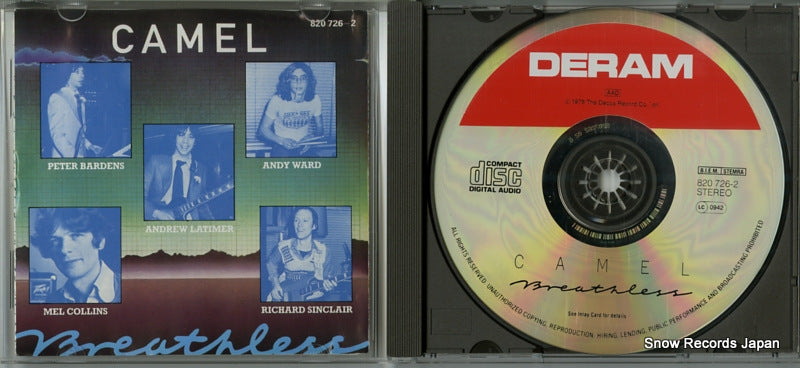 CAMEL
820 726-2
PETER BARDENS
ANDY WARD
ANDREW LATIMER
MEL COLLINS
RICHARD SINCLAIR
Breathless
DERAM
AAD
1978 The Decca Record Co.
COMPACT
disc
DIGITAL AUDIO
B.I.E.M. STEMRA
820 726-2
STEREO
LC 0942
CAMEL
Breathless
See Inlay Card for details
ALL RIGHTS RESERVED. UNAUTHORIZED COPYING, REPRODUCTION, HIRING, LENDING, PUBLIC PERFORMANCE AND BROADCASTING PROHIBITED
Snow Records Japan